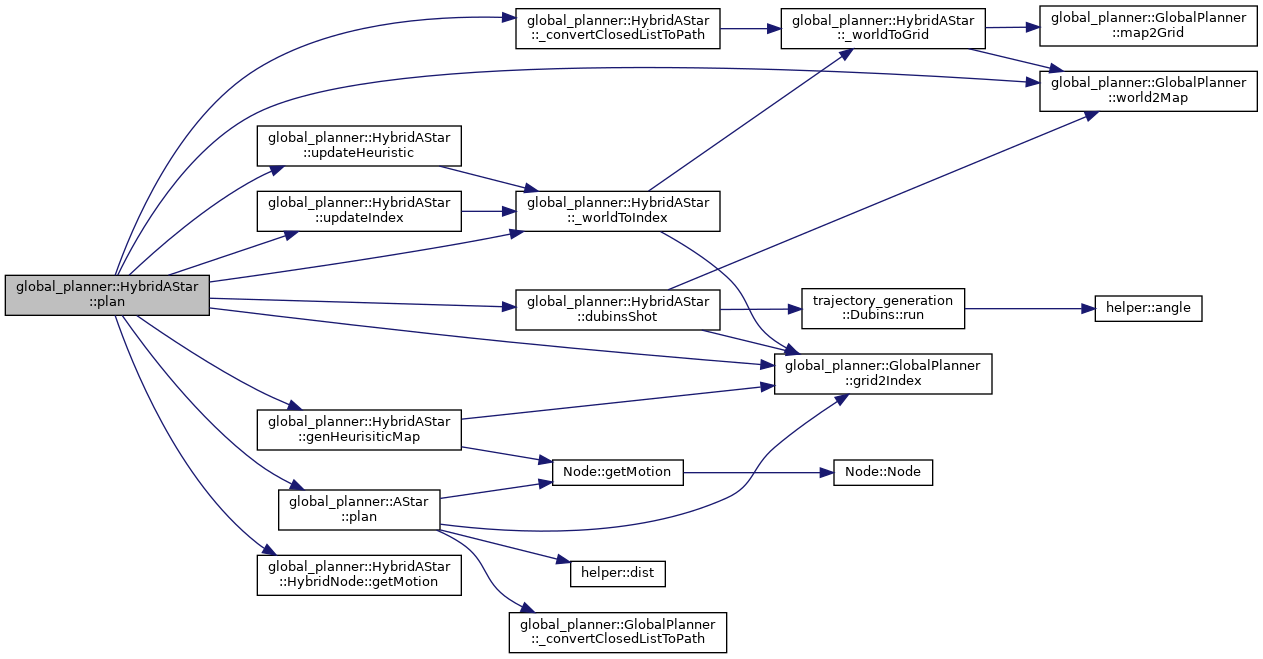 global_planner::HybridAStar
::plan
global_planner::HybridAStar
::_convertClosedListToPath
global_planner::HybridAStar
::_worldToGrid
global_planner::GlobalPlanner
::map2Grid
global_planner::GlobalPlanner
::world2Map
global_planner::HybridAStar
::updateHeuristic
global_planner::HybridAStar
::updateIndex
global_planner::HybridAStar
::_worldToIndex
global_planner::HybridAStar
::dubinsShot
trajectory_generation
::Dubins::run
helper::angle
global_planner::GlobalPlanner
::grid2Index
global_planner::HybridAStar
::genHeurisiticMap
Node::getMotion
Node::Node
global_planner::AStar
::plan
global_planner::HybridAStar
::HybridNode::getMotion
helper::dist
global_planner::GlobalPlanner
::_convertClosedListToPath